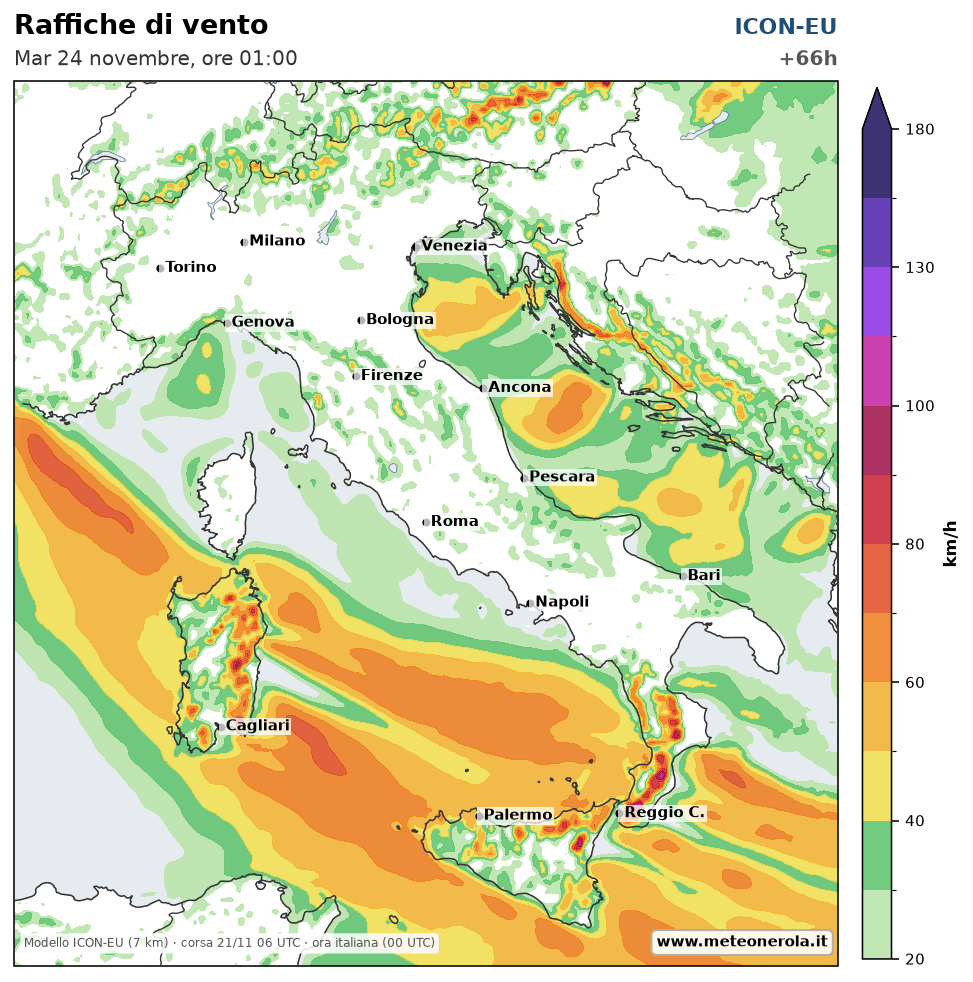 Raffiche di vento
ICON-EU
Mar 24 novembre, ore 01:00
+66h
Milano
Venezia
Torino
Genova
Bologna
Firenze
Ancona
Pescara
Roma
Bari
Napoli
Cagliari
Palermo
Reggio C.
180
130
100
80
60
40
20
km/h
Modello ICON-EU (7 km) · corsa 21/11 06 UTC · ora italiana (00 UTC)
www.meteonerola.it